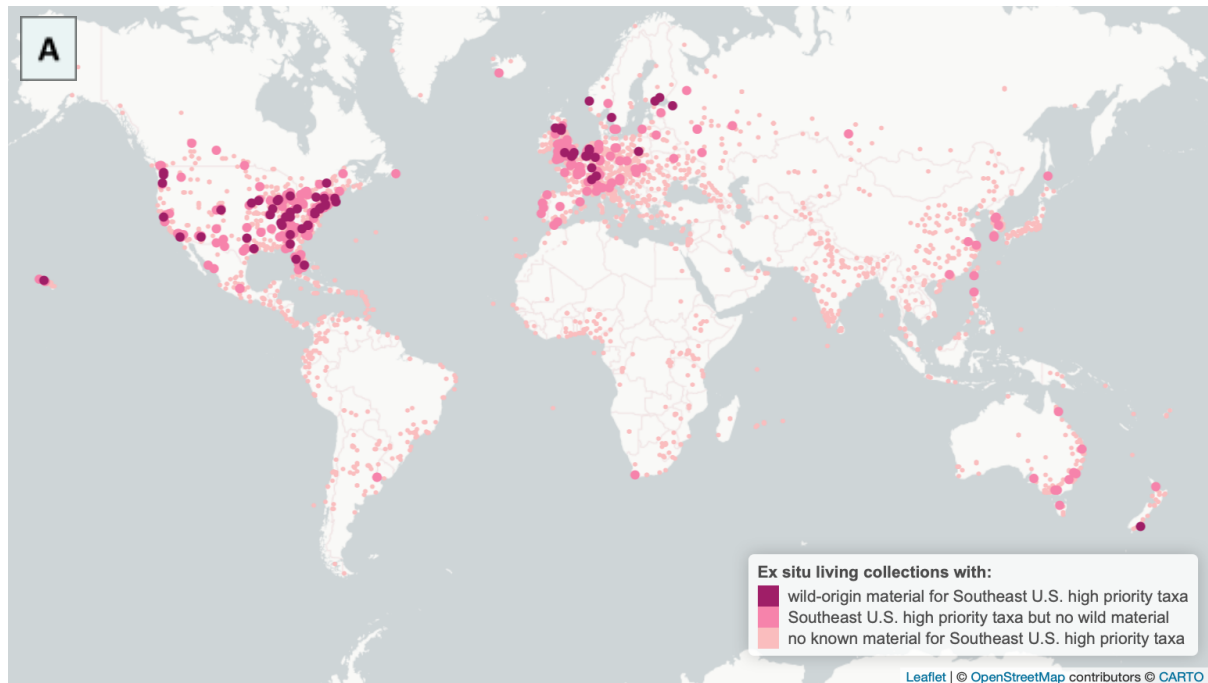 A
Ex situ living collections with:
wild-origin material for Southeast U.S. high priority taxa
Southeast U.S. high priority taxa but no wild material
no known material for Southeast U.S. high priority taxa
Leaflet | © OpenStreetMap contributors © CARTO